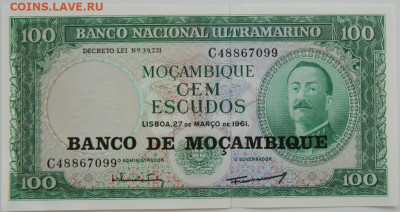 COINS.ЛАВЕ.RU
100 BANCO NACIONAL ULTRAMARINO 100
DECRETO-LEI Nº 39,221 C48867099
MOÇAMBIQUE
CEM
ESCUDOS
LISBOA, 27 DE MARÇO DE 1961.
BANCO DE MOÇAMBIQUE
C48867099 O ADMINISTRADOR O GOVERNADOR
100 100